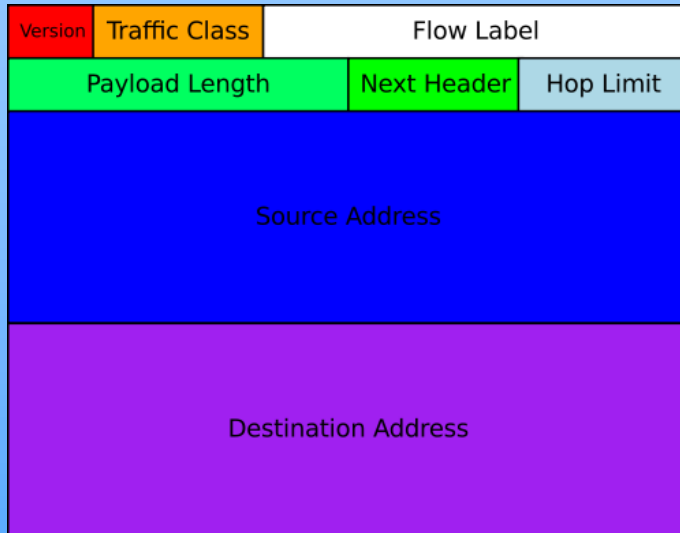 Version Traffic Class Flow Label
Payload Length Next Header Hop Limit
Source Address
Destination Address